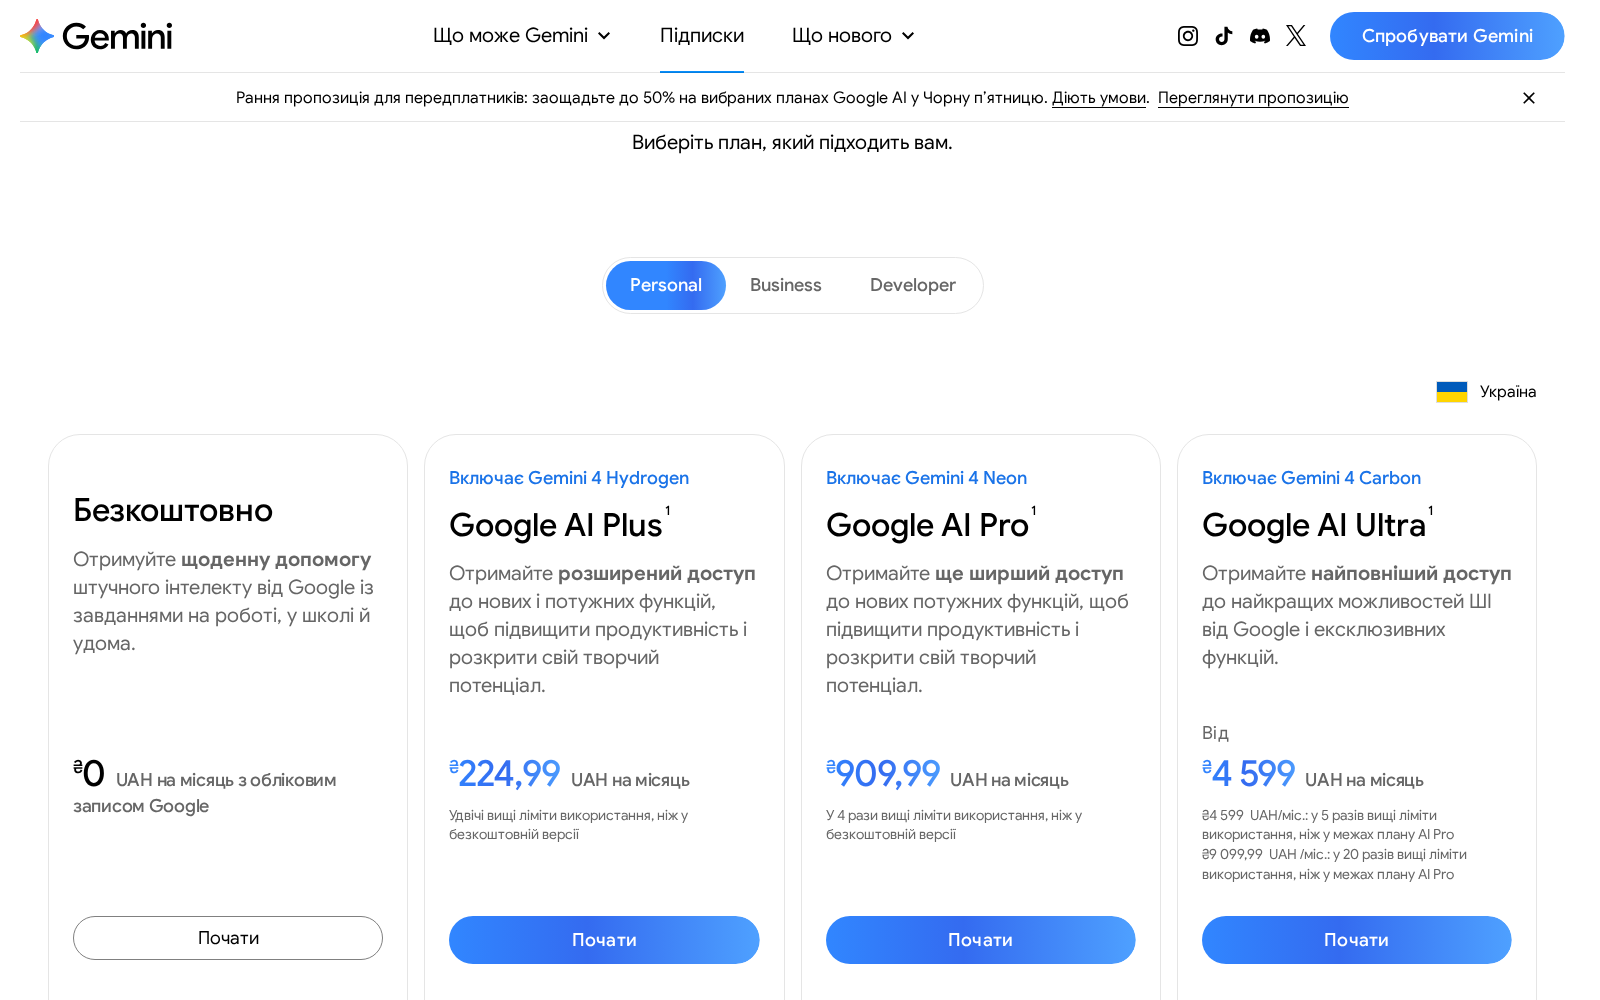 Gemini
Що може Gemini
Підписки
Що нового
Спробувати Gemini
Рання пропозиція для передплатників: заощадьте до 50% на вибраних планах Google AI у Чорну п’ятницю. Діють умови. Переглянути пропозицію
Виберіть план, який підходить вам.
Personal
Business
Developer
Україна
Безкоштовно
Отримуйте щоденну допомогу
штучного інтелекту від Google із
завданнями на роботі, у школі й
удома.
₴0 UAH на місяць з обліковим
записом Google
Почати
Включає Gemini 4 Hydrogen
Google AI Plus¹
Отримайте розширений доступ
до нових і потужних функцій,
щоб підвищити продуктивність і
розкрити свій творчий
потенціал.
₴224,99 UAH на місяць
Удвічі вищі ліміти використання, ніж у
безкоштовній версії
Почати
Включає Gemini 4 Neon
Google AI Pro¹
Отримайте ще ширший доступ
до нових потужних функцій, щоб
підвищити продуктивність і
розкрити свій творчий
потенціал.
₴909,99 UAH на місяць
У 4 рази вищі ліміти використання, ніж у
безкоштовній версії
Почати
Включає Gemini 4 Carbon
Google AI Ultra¹
Отримайте найповніший доступ
до найкращих можливостей ШІ
від Google і ексклюзивних
функцій.
Від
₴4 599 UAH на місяць
₴4 599 UAH/міс.: у 5 разів вищі ліміти
використання, ніж у межах плану AI Pro
₴9 099,99 UAH /міс.: у 20 разів вищі ліміти
використання, ніж у межах плану AI Pro
Почати